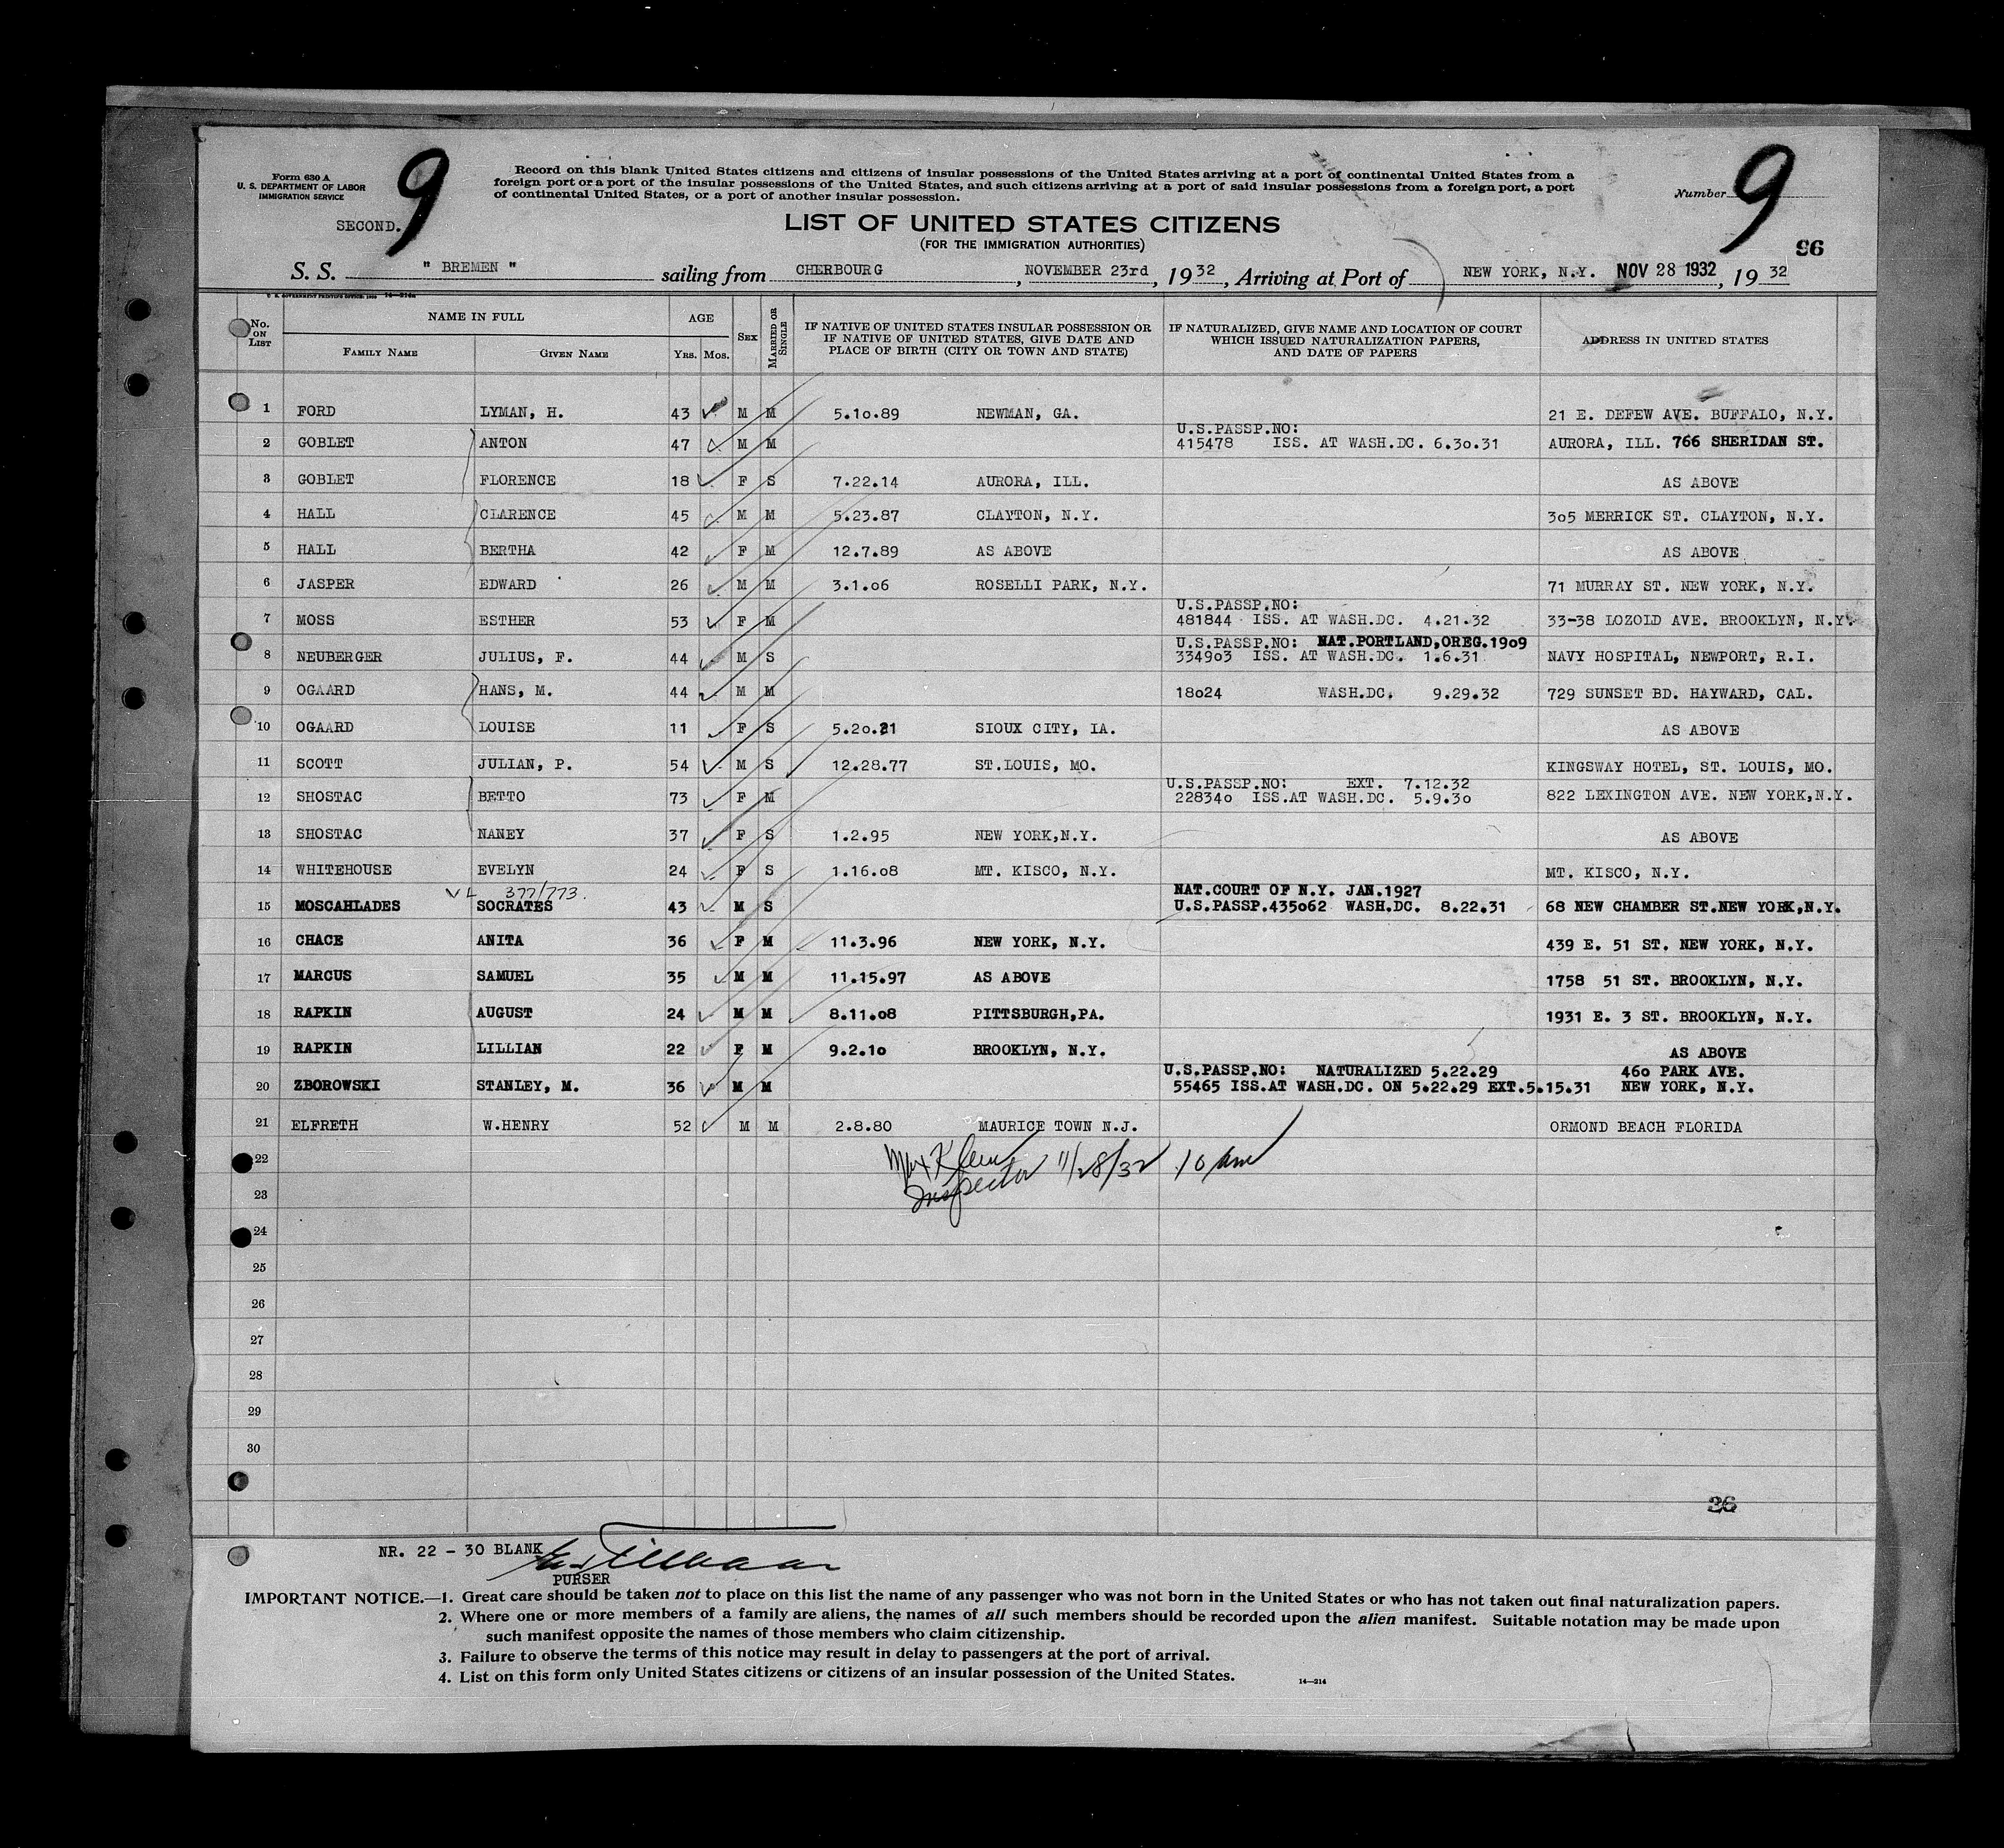 Form 630 A
U. S. DEPARTMENT OF LABOR
IMMIGRATION SERVICE
9
SECOND.
Record on this blank United States citizens and citizens of insular possessions of the United States arriving at a port of continental United States from a
foreign port or a port of the insular possessions of the United States, and such citizens arriving at a port of said insular possessions from a foreign port, a port
of continental United States, or a port of another insular possession.
Number 9
LIST OF UNITED STATES CITIZENS
(FOR THE IMMIGRATION AUTHORITIES)
96
S. S. " BREMEN " sailing from CHERBOURG, NOVEMBER 23rd, 1932, Arriving at Port of NEW YORK, N.Y. NOV 28 1932, 1932
U. S. GOVERNMENT PRINTING OFFICE: 1930 14—214a
No. ON LIST NAME IN FULL AGE SEX MARRIED OR SINGLE IF NATIVE OF UNITED STATES INSULAR POSSESSION OR IF NATIVE OF UNITED STATES, GIVE DATE AND PLACE OF BIRTH (CITY OR TOWN AND STATE) IF NATURALIZED, GIVE NAME AND LOCATION OF COURT WHICH ISSUED NATURALIZATION PAPERS, AND DATE OF PAPERS ADDRESS IN UNITED STATES
FAMILY NAME GIVEN NAME Yrs. Mos.
1 FORD LYMAN, H. 43 M M 5.10.89 NEWMAN, GA. 21 E. DEFEW AVE. BUFFALO, N.Y.
U.S.PASSP.NO:
2 GOBLET ANTON 47 M M 415478 ISS. AT WASH.DC. 6.30.31 AURORA, ILL. 766 SHERIDAN ST.
3 GOBLET FLORENCE 18 F S 7.22.14 AURORA, ILL. AS ABOVE
4 HALL CLARENCE 45 M M 5.23.87 CLAYTON, N.Y. 305 MERRICK ST. CLAYTON, N.Y.
5 HALL BERTHA 42 F M 12.7.89 AS ABOVE AS ABOVE
6 JASPER EDWARD 26 M M 3.1.06 ROSELLI PARK, N.Y. 71 MURRAY ST. NEW YORK, N.Y.
U.S.PASSP.NO:
7 MOSS ESTHER 53 F M 481844 ISS. AT WASH.DC. 4.21.32 33-38 LOZOLD AVE. BROOKLYN, N.Y.
U.S.PASSP.NO: NAT.PORTLAND,OREG.1909
8 NEUBERGER JULIUS, F. 44 M S 334903 ISS. AT WASH.DC. 1.6.31 NAVY HOSPITAL, NEWPORT, R.I.
9 OGAARD HANS, M. 44 M M 18024 WASH.DC. 9.29.32 729 SUNSET BD. HAYWARD, CAL.
10 OGAARD LOUISE 11 F S 5.20.21 SIOUX CITY, IA. AS ABOVE
11 SCOTT JULIAN, P. 54 M S 12.28.77 ST.LOUIS, MO. KINGSWAY HOTEL, ST. LOUIS, MO.
U.S.PASSP.NO: EXT. 7.12.32
12 SHOSTAC BETTO 73 F M 228340 ISS.AT WASH.DC. 5.9.30 822 LEXINGTON AVE. NEW YORK,N.Y.
13 SHOSTAC NANEY 37 F S 1.2.95 NEW YORK,N.Y. AS ABOVE
14 WHITEHOUSE EVELYN 24 F S 1.16.08 MT. KISCO, N.Y. MT. KISCO, N.Y.
377/773. NAT.COURT OF N.Y. JAN.1927
15 MOSCAHLADES SOCRATES 43 M S U.S.PASSP.435062 WASH.DC. 8.22.31 68 NEW CHAMBER ST.NEW YORK,N.Y.
16 CHACE ANITA 36 F M 11.3.96 NEW YORK, N.Y. 439 E. 51 ST. NEW YORK, N.Y.
17 MARCUS SAMUEL 35 M M 11.15.97 AS ABOVE 1758 51 ST. BROOKLYN, N.Y.
18 RAPKIN AUGUST 24 M M 8.11.08 PITTSBURGH,PA. 1931 E. 3 ST. BROOKLYN, N.Y.
19 RAPKIN LILLIAN 22 F M 9.2.10 BROOKLYN, N.Y. AS ABOVE
U.S.PASSP.NO: NATURALIZED 5.22.29 460 PARK AVE.
20 ZBOROWSKI STANLEY, M. 36 M M 55465 ISS.AT WASH.DC. ON 5.22.29 EXT.5.15.31 NEW YORK, N.Y.
21 ELFRETH W.HENRY 52 M M 2.8.80 MAURICE TOWN N.J. ORMOND BEACH FLORIDA
22 Max Klein
23 Inspector 11/28/32 10 am
24
25
26
27
28
29
30
36
NR. 22 - 30 BLANK
PURSER
IMPORTANT NOTICE.—1. Great care should be taken not to place on this list the name of any passenger who was not born in the United States or who has not taken out final naturalization papers.
2. Where one or more members of a family are aliens, the names of all such members should be recorded upon the alien manifest. Suitable notation may be made upon
such manifest opposite the names of those members who claim citizenship.
3. Failure to observe the terms of this notice may result in delay to passengers at the port of arrival.
4. List on this form only United States citizens or citizens of an insular possession of the United States.
14—214